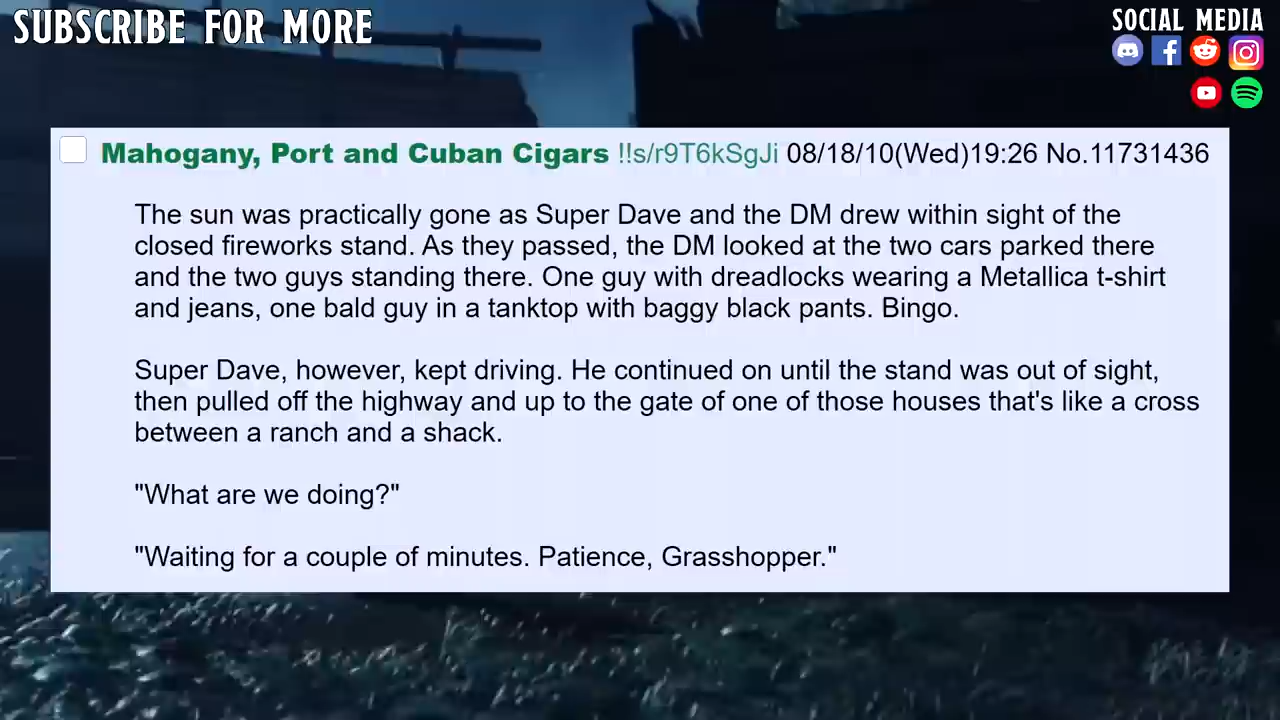 SUBSCRIBE FOR MORE
SOCIAL MEDIA
Mahogany, Port and Cuban Cigars !!s/r9T6kSgJi 08/18/10(Wed)19:26 No.11731436
The sun was practically gone as Super Dave and the DM drew within sight of the
closed fireworks stand. As they passed, the DM looked at the two cars parked there
and the two guys standing there. One guy with dreadlocks wearing a Metallica t-shirt
and jeans, one bald guy in a tanktop with baggy black pants. Bingo.
Super Dave, however, kept driving. He continued on until the stand was out of sight,
then pulled off the highway and up to the gate of one of those houses that's like a cross
between a ranch and a shack.
"What are we doing?"
"Waiting for a couple of minutes. Patience, Grasshopper."